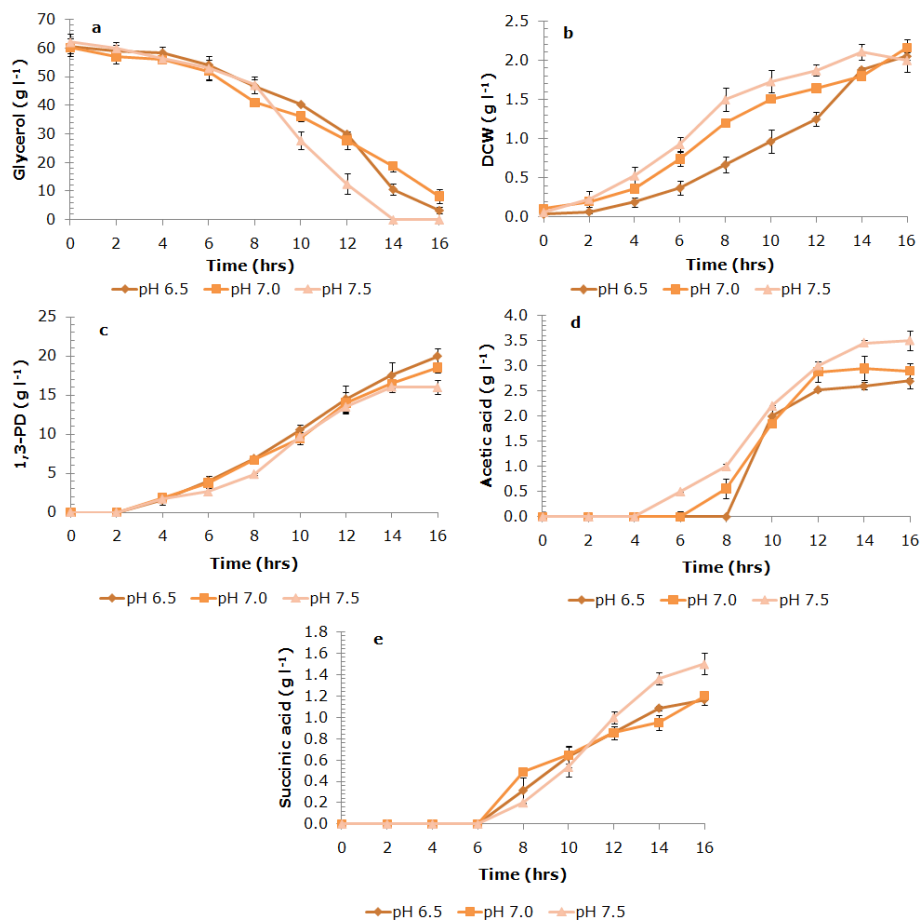 a
Glycerol (g l⁻¹)
70
60
50
40
30
20
10
0
0 2 4 6 8 10 12 14 16
Time (hrs)
pH 6.5 pH 7.0 pH 7.5
b
DCW (g l⁻¹)
2.5
2.0
1.5
1.0
0.5
0.0
0 2 4 6 8 10 12 14 16
Time (hrs)
pH 6.5 pH 7.0 pH 7.5
c
1,3-PD (g l⁻¹)
25
20
15
10
5
0
0 2 4 6 8 10 12 14 16
Time (hrs)
pH 6.5 pH 7.0 pH 7.5
d
Acetic acid (g l⁻¹)
4.0
3.5
3.0
2.5
2.0
1.5
1.0
0.5
0.0
0 2 4 6 8 10 12 14 16
Time (hrs)
pH 6.5 pH 7.0 pH 7.5
e
Succinic acid (g l⁻¹)
1.8
1.6
1.4
1.2
1.0
0.8
0.6
0.4
0.2
0.0
0 2 4 6 8 10 12 14 16
Time (hrs)
pH 6.5 pH 7.0 pH 7.5